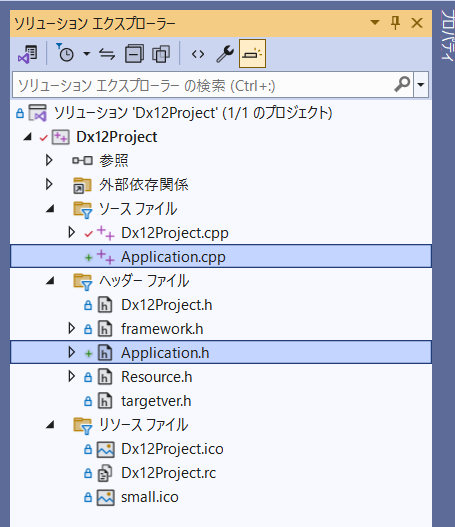 ソリューション エクスプローラー
ソリューション エクスプローラー の検索 (Ctrl+:)
ソリューション 'Dx12Project' (1/1 のプロジェクト)
Dx12Project
参照
外部依存関係
ソース ファイル
Dx12Project.cpp
Application.cpp
ヘッダー ファイル
Dx12Project.h
framework.h
Application.h
Resource.h
targetver.h
リソース ファイル
Dx12Project.ico
Dx12Project.rc
small.ico
プロパティ